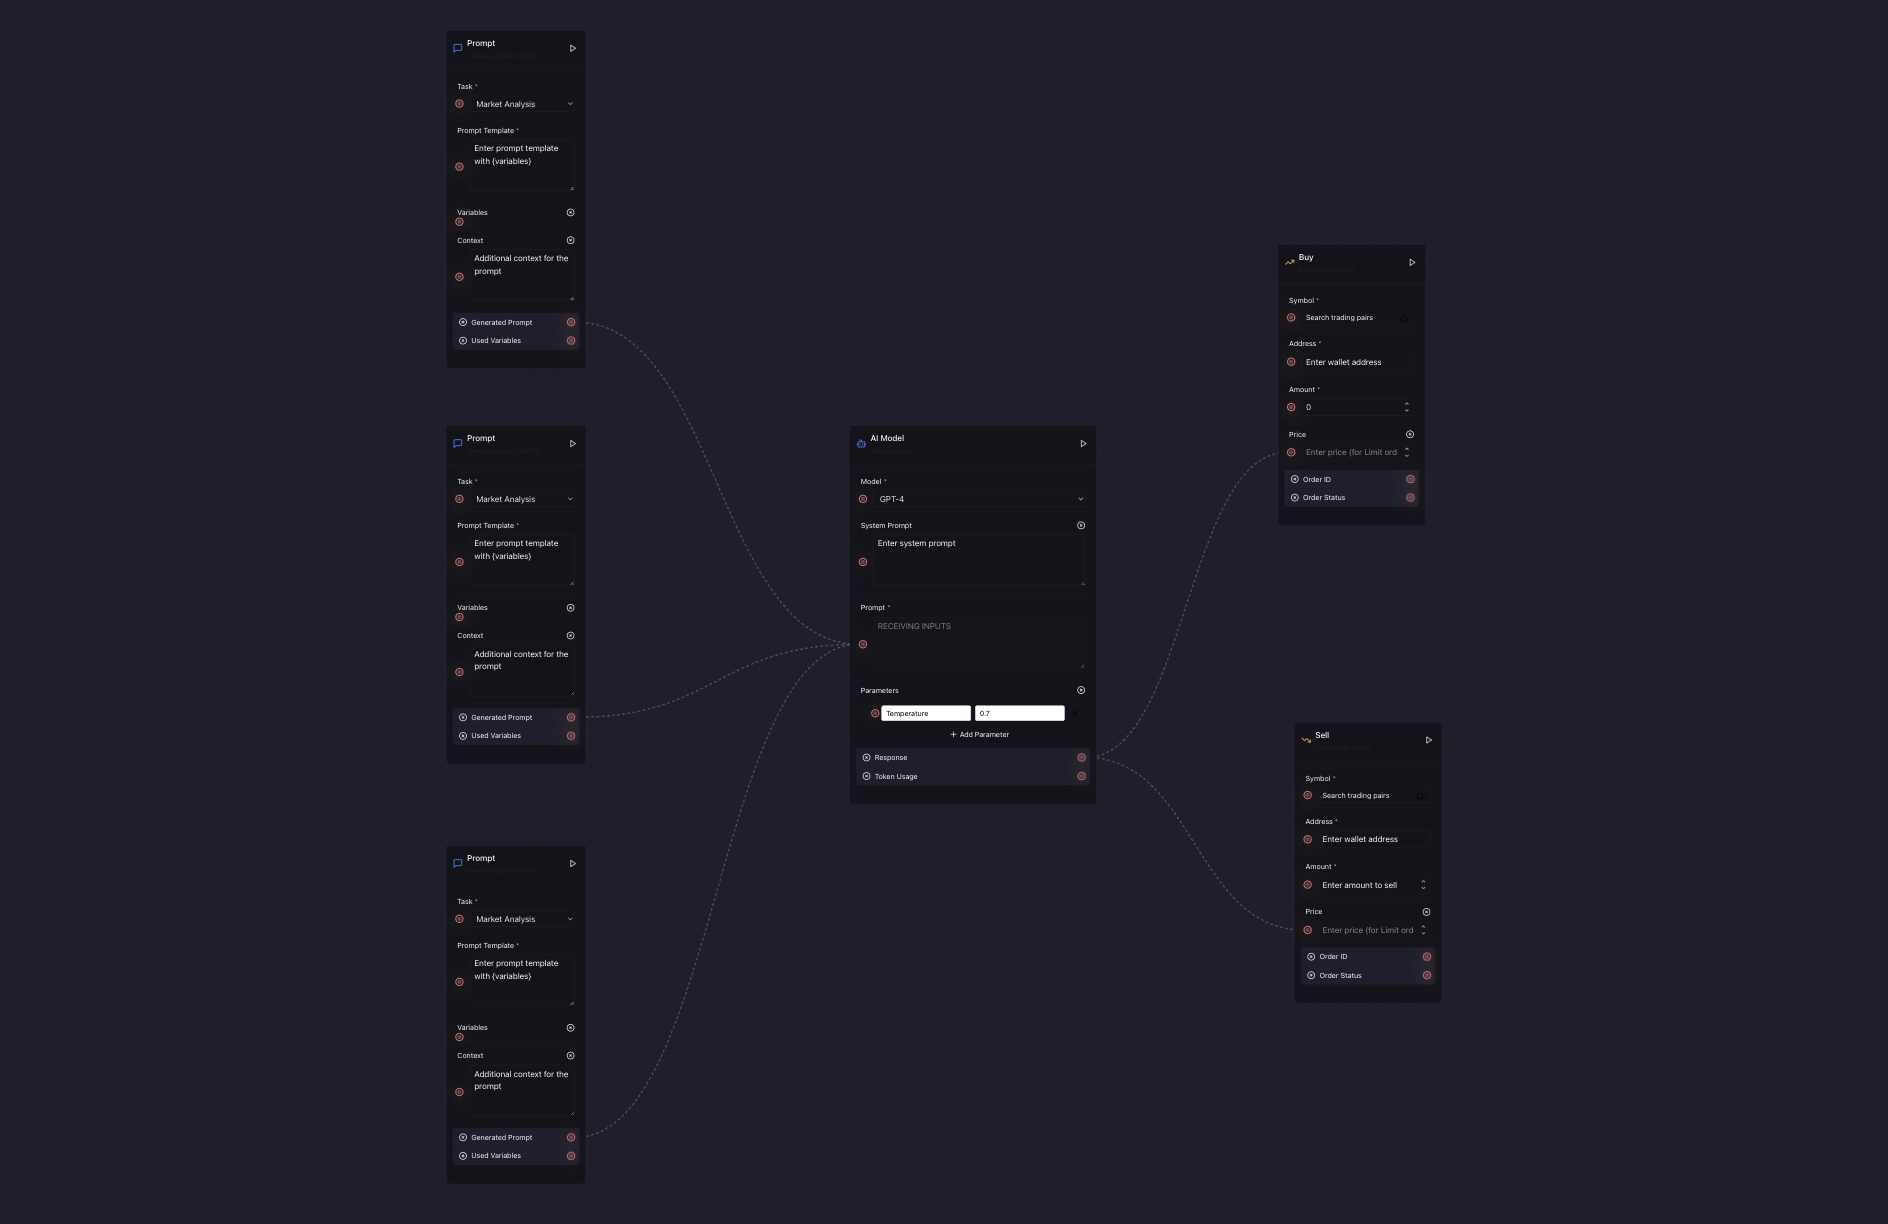 Prompt
Task *
Market Analysis
Prompt Template *
Enter prompt template
with {variables}
Variables
Context
Additional context for the
prompt
Generated Prompt
Used Variables
Prompt
Task *
Market Analysis
Prompt Template *
Enter prompt template
with {variables}
Variables
Context
Additional context for the
prompt
Generated Prompt
Used Variables
Prompt
Task *
Market Analysis
Prompt Template *
Enter prompt template
with {variables}
Variables
Context
Additional context for the
prompt
Generated Prompt
Used Variables
AI Model
Model *
GPT-4
System Prompt
Enter system prompt
Prompt *
RECEIVING INPUTS
Parameters
Temperature 0.7
+ Add Parameter
Response
Token Usage
Buy
Symbol *
Search trading pairs
Address *
Enter wallet address
Amount *
0
Price
Enter price (for Limit ord
Order ID
Order Status
Sell
Symbol *
Search trading pairs
Address *
Enter wallet address
Amount *
Enter amount to sell
Price
Enter price (for Limit ord
Order ID
Order Status